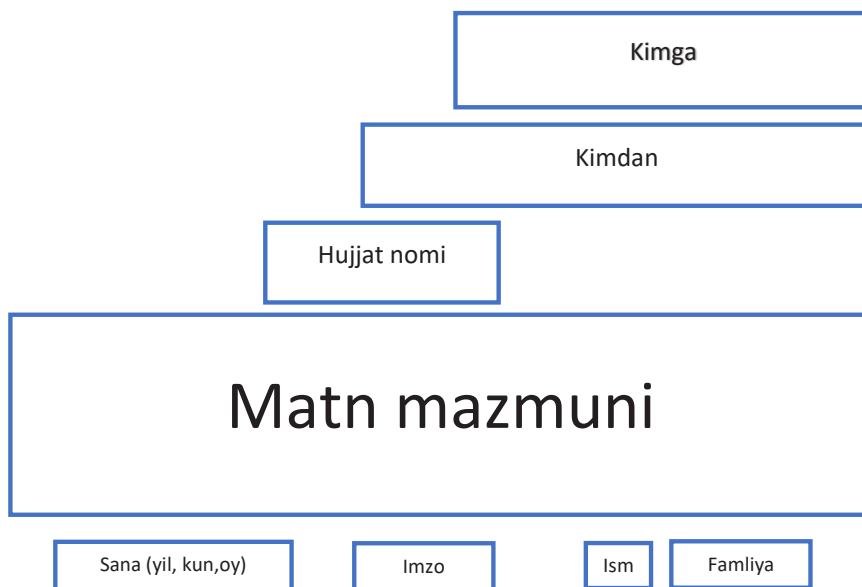 Kimga
Kimdan
Hujjat nomi
Matn mazmuni
Sana (yil, kun,oy) Imzo Ism Famliya